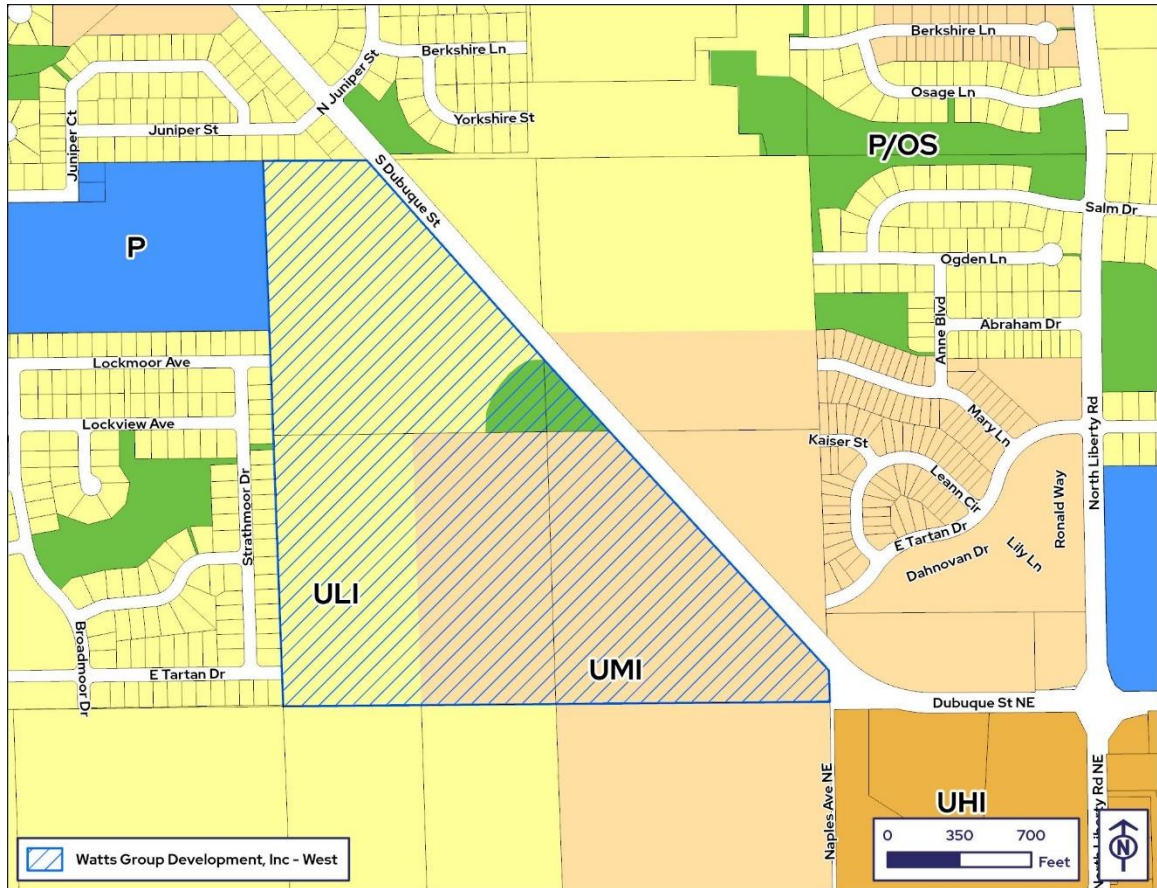 Berkshire Ln
Berkshire Ln
N Juniper St
Osage Ln
Yorkshire St
Juniper St
Juniper Ct
P/OS
S Dubuque St
Salm Dr
P
Ogden Ln
Anne Blvd
Abraham Dr
Lockmoor Ave
Mary Ln
Lockview Ave
North Liberty Rd
Kaiser St
Leann Cir
Strathmoor Dr
Ronald Way
E Tartan Dr
Lily Ln
Dahnovan Dr
ULI
Broadmoor Dr
E Tartan Dr
UMI
Dubuque St NE
Naples Ave NE
UHI
North Liberty Rd NE
Watts Group Development, Inc - West
0 350 700
Feet
N